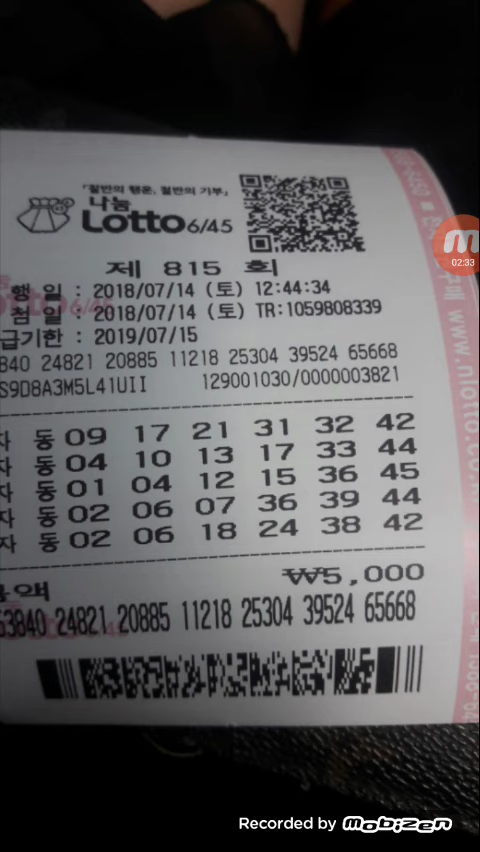 「절반의 행운, 절반의 기부」
나눔
Lotto 6/45
제 815 회
행 일 : 2018/07/14 (토) 12:44:34
첨 일 : 2018/07/14 (토) TR:1059808339
급기한 : 2019/07/15
840 24821 20885 11218 25304 39524 65668
S9D8A3M5L41UII 129001030/0000003821
자 동 09 17 21 31 32 42
자 동 04 10 13 17 33 44
자 동 01 04 12 15 36 45
자 동 02 06 07 36 39 44
자 동 02 06 18 24 38 42
액 ₩5,000
53840 24821 20885 11218 25304 39524 65668
02:33
Recorded by Mobizen